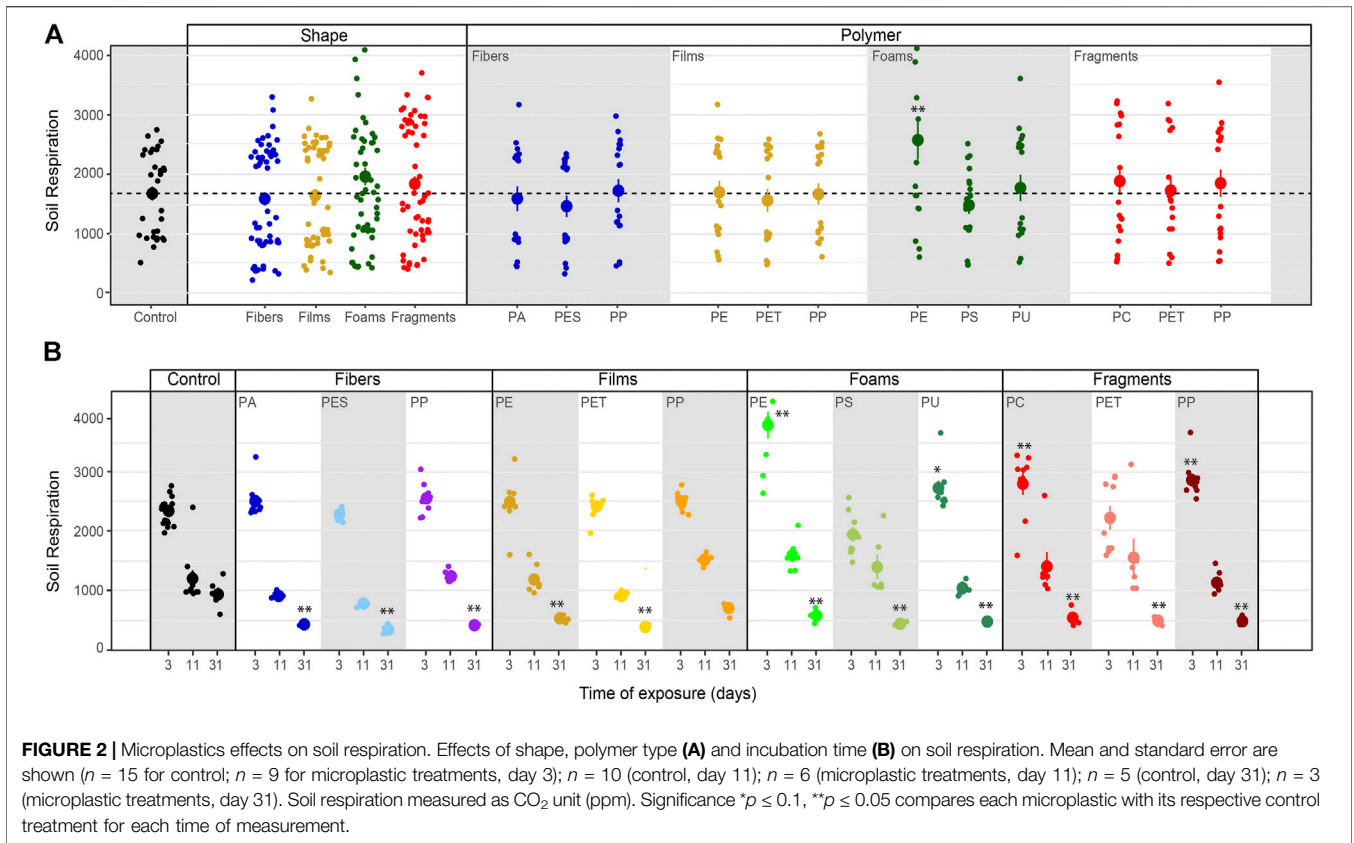 A
Shape Polymer
Fibers Films Foams Fragments
4000
3000
2000
1000
0
Soil Respiration
**
Control Fibers Films Foams Fragments PA PES PP PE PET PP PE PS PU PC PET PP
B
Control Fibers Films Foams Fragments
PA PES PP PE PET PP PE PS PU PC PET PP
4000
3000
2000
1000
0
Soil Respiration
** ** ** ** ** ** ** ** * ** ** ** ** ** **
3 11 31 3 11 31 3 11 31 3 11 31 3 11 31 3 11 31 3 11 31 3 11 31 3 11 31 3 11 31 3 11 31 3 11 31 3 11 31
Time of exposure (days)
FIGURE 2 | Microplastics effects on soil respiration. Effects of shape, polymer type (A) and incubation time (B) on soil respiration. Mean and standard error are
shown (n = 15 for control; n = 9 for microplastic treatments, day 3); n = 10 (control, day 11); n = 6 (microplastic treatments, day 11); n = 5 (control, day 31); n = 3
(microplastic treatments, day 31). Soil respiration measured as CO₂ unit (ppm). Significance *p ≤ 0.1, **p ≤ 0.05 compares each microplastic with its respective control
treatment for each time of measurement.